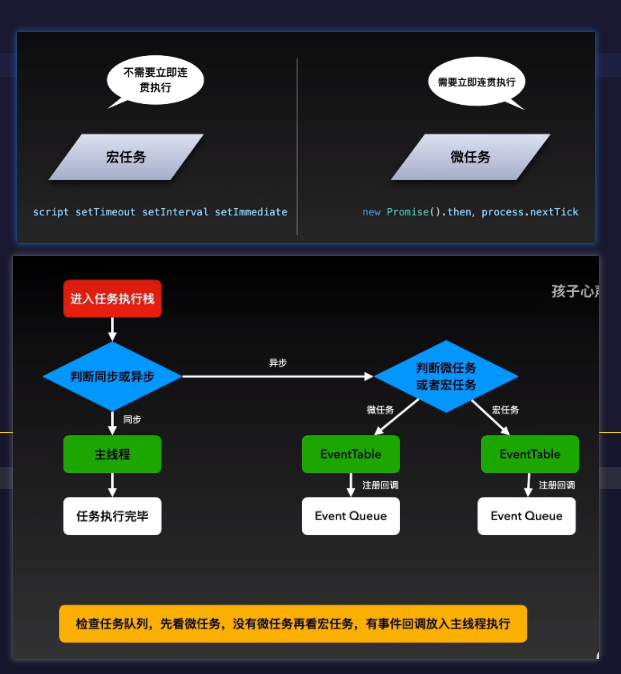 不需要立即连
贯执行
需要立即连贯执行
宏任务
微任务
script setTimeout setInterval setImmediate
new Promise().then, process.nextTick
进入任务执行栈
孩子心
判断同步或异步
异步
判断微任务
或者宏任务
同步
微任务
宏任务
主线程
EventTable
EventTable
注册回调
注册回调
任务执行完毕
Event Queue
Event Queue
检查任务队列，先看微任务，没有微任务再看宏任务，有事件回调放入主线程执行